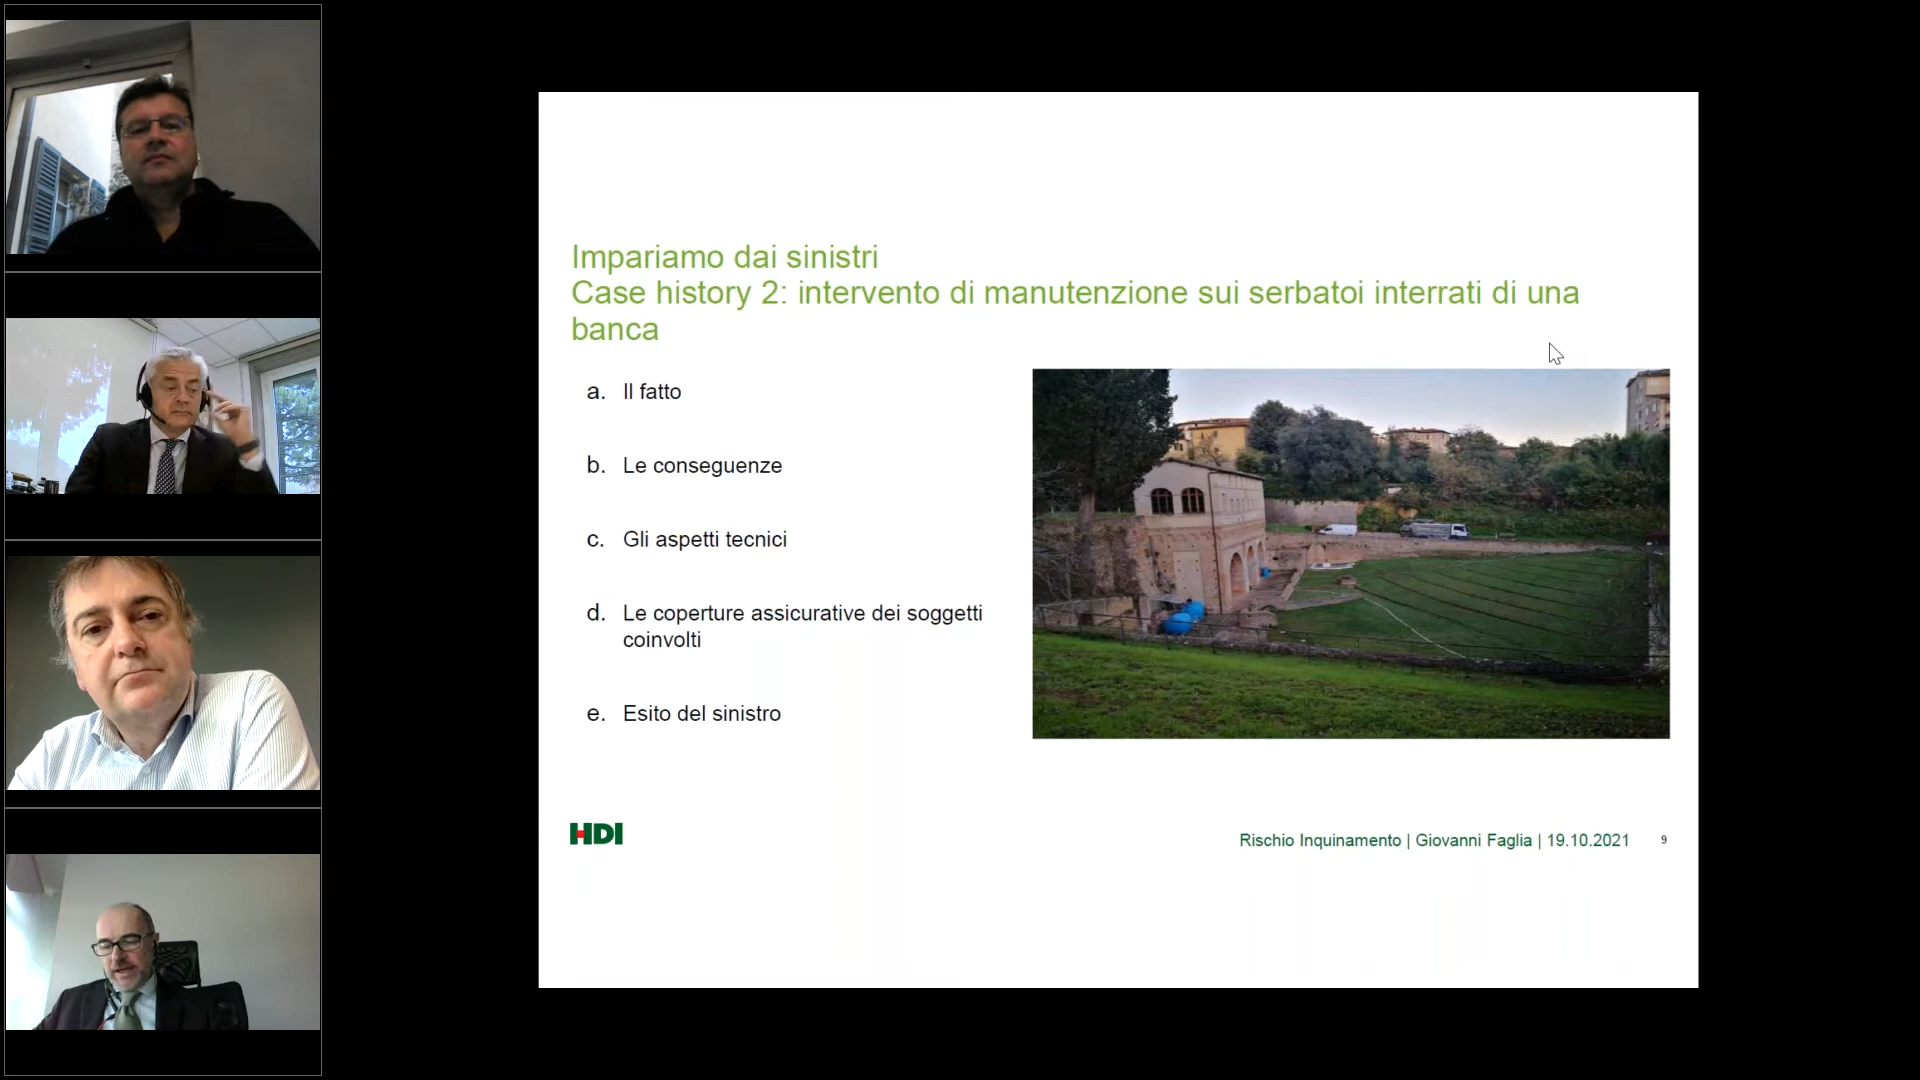 Impariamo dai sinistri
Case history 2: intervento di manutenzione sui serbatoi interrati di una
banca
a. Il fatto
b. Le conseguenze
c. Gli aspetti tecnici
d. Le coperture assicurative dei soggetti
coinvolti
e. Esito del sinistro
HDI
Rischio Inquinamento | Giovanni Faglia | 19.10.2021 9